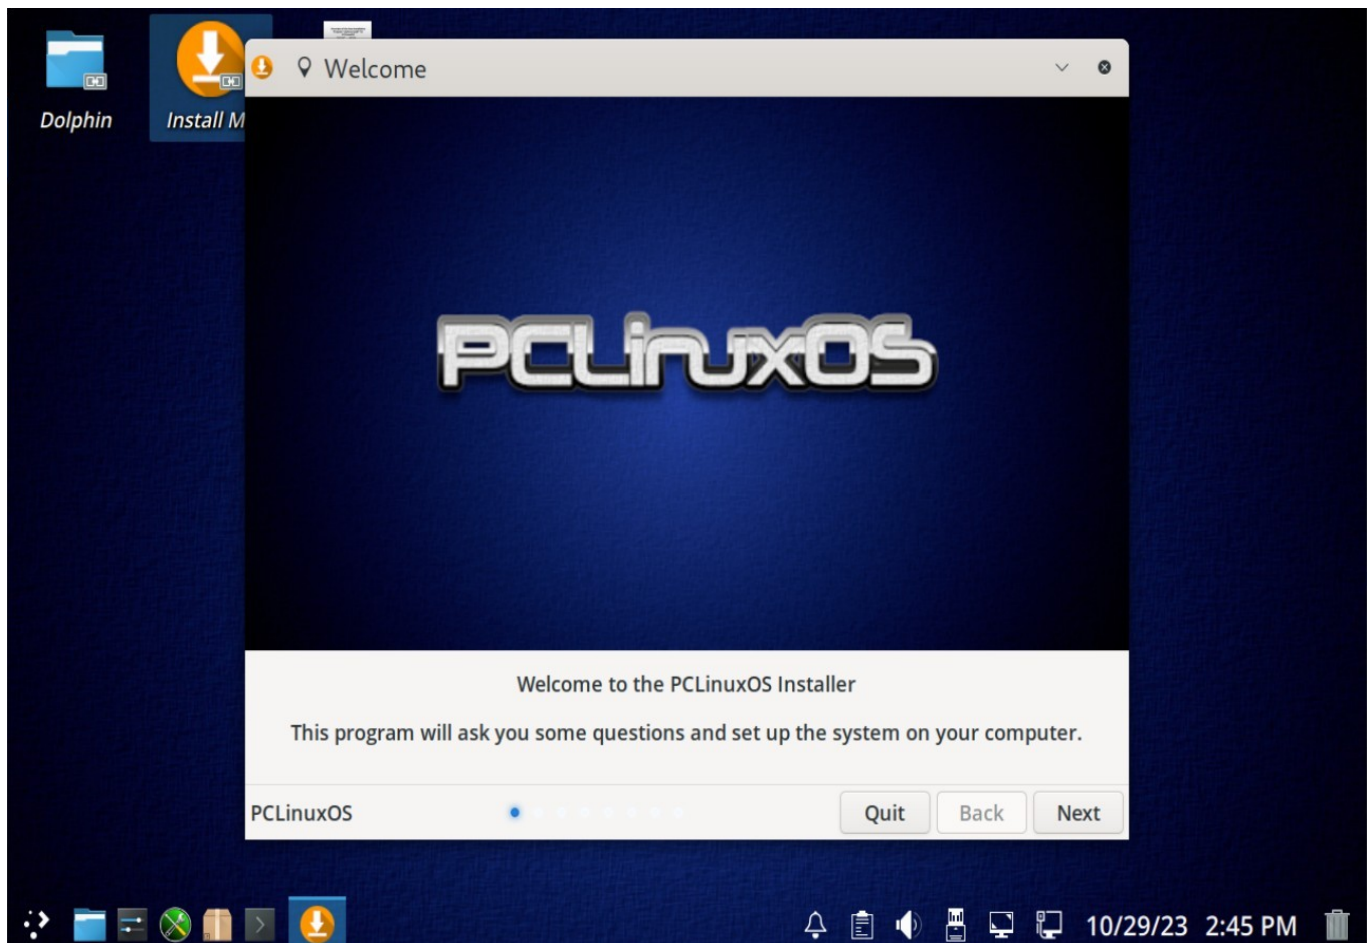 Welcome
Dolphin
Install M
PCLinuxOS
Welcome to the PCLinuxOS Installer
This program will ask you some questions and set up the system on your computer.
PCLinuxOS
Quit
Back
Next
10/29/23 2:45 PM